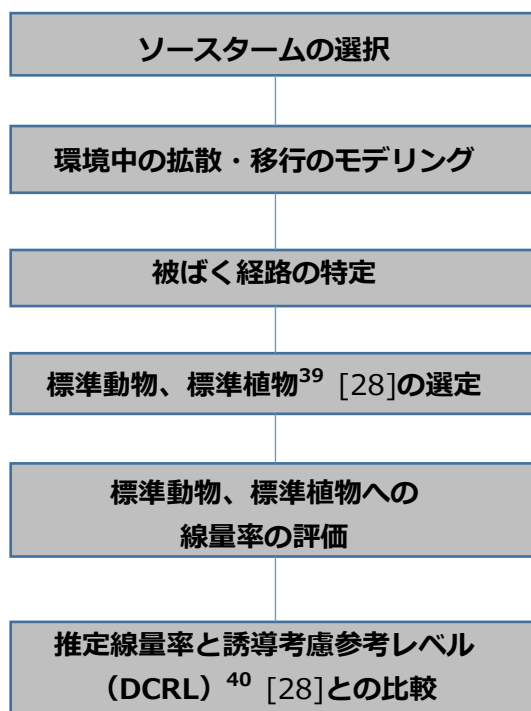 ソースタームの選択
環境中の拡散・移行のモデリング
被ばく経路の特定
標準動物、標準植物39 [28]の選定
標準動物、標準植物への
線量率の評価
推定線量率と誘導考慮参考レベル
（DCRL）40 [28]との比較